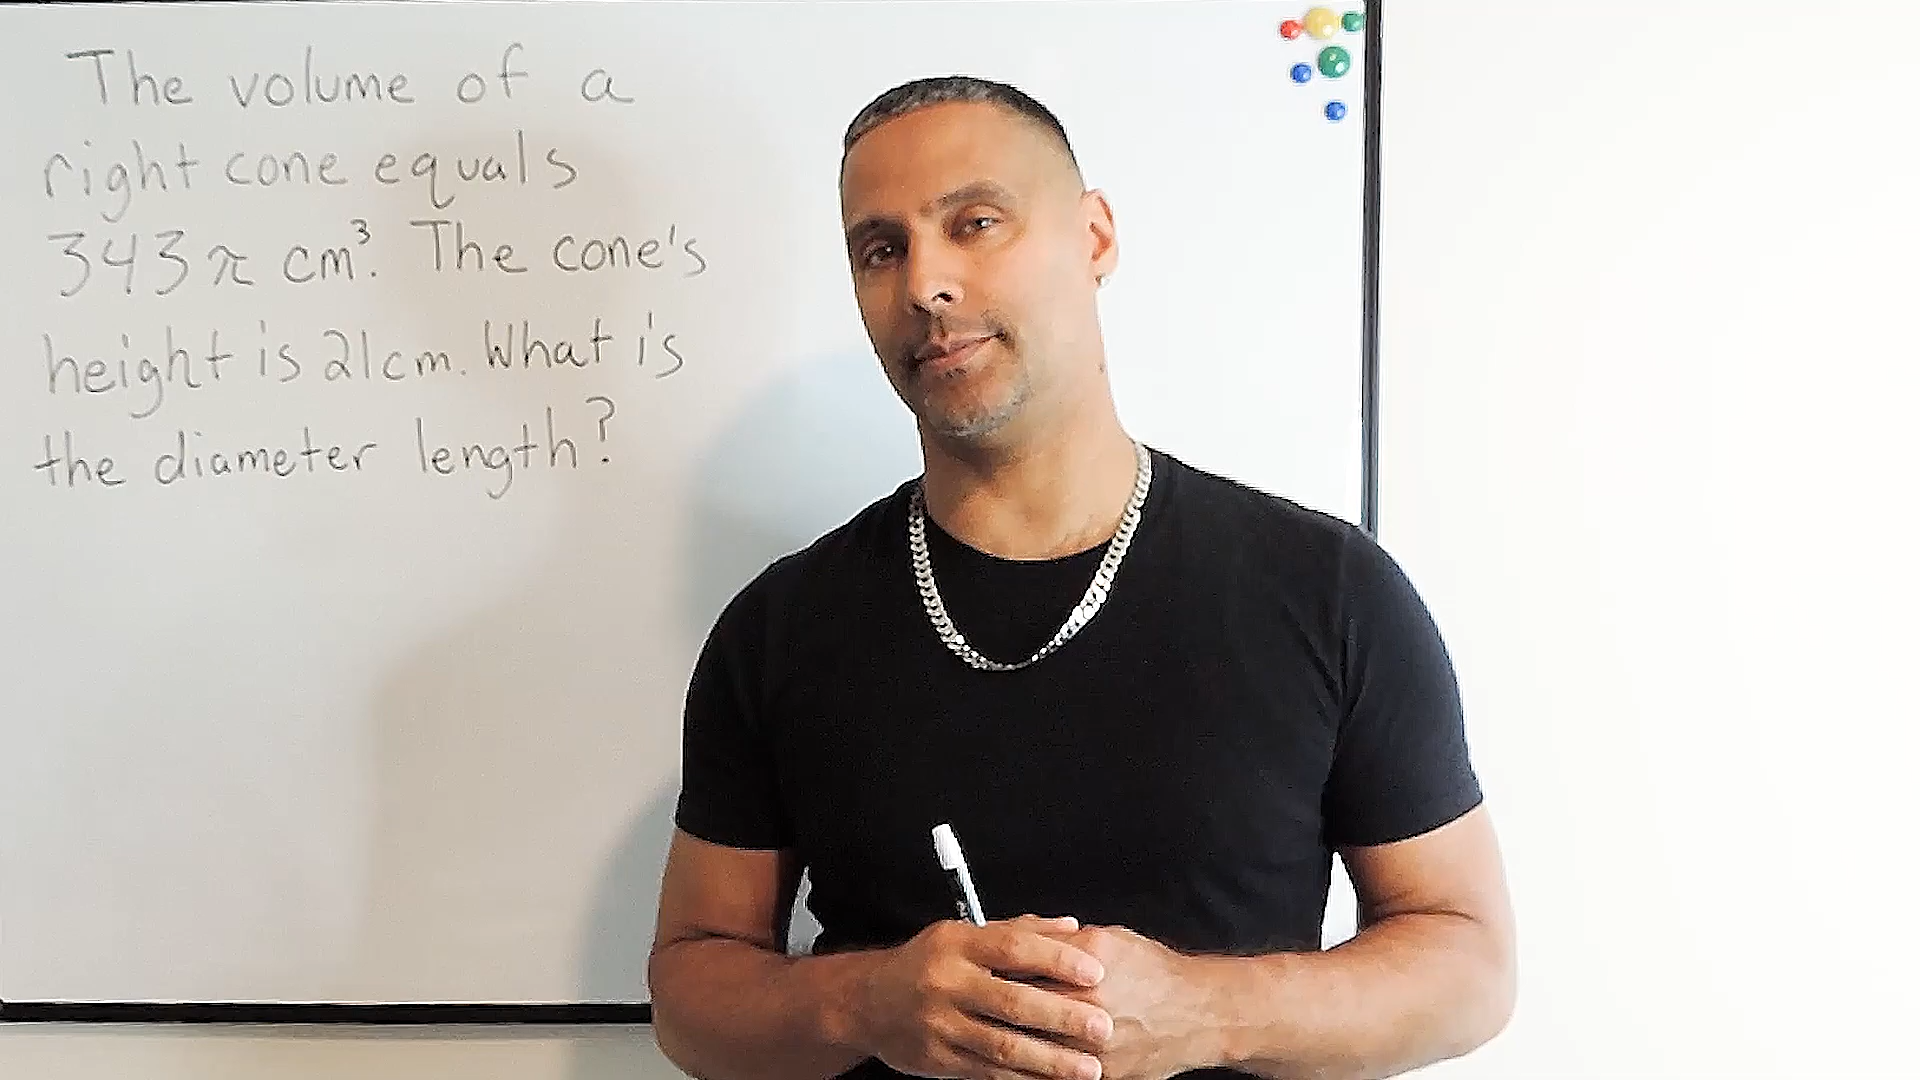 The volume of a
right cone equals
343π cm³. The cone's
height is 21cm. What is
the diameter length?